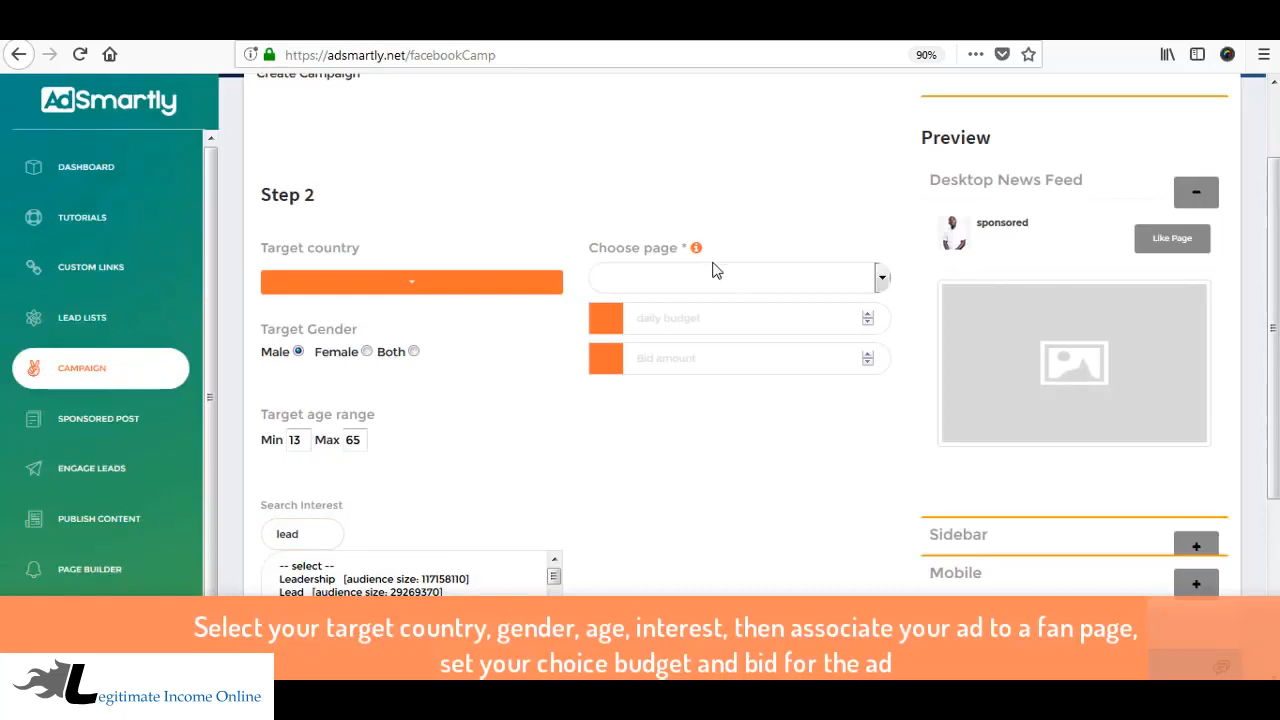 https://adsmartly.net/facebookCamp
90%
AdSmartly
DASHBOARD
TUTORIALS
CUSTOM LINKS
LEAD LISTS
CAMPAIGN
SPONSORED POST
ENGAGE LEADS
PUBLISH CONTENT
PAGE BUILDER
Create Campaign
Step 2
Target country
Choose page *
daily budget
Bid amount
Target Gender
Male Female Both
Target age range
Min 13 Max 65
Search Interest
lead
-- select --
Leadership [audience size: 117158110]
Lead [audience size: 29269370]
Preview
Desktop News Feed
sponsored
Like Page
Sidebar
Mobile
Select your target country, gender, age, interest, then associate your ad to a fan page,
set your choice budget and bid for the ad
Legitimate Income Online